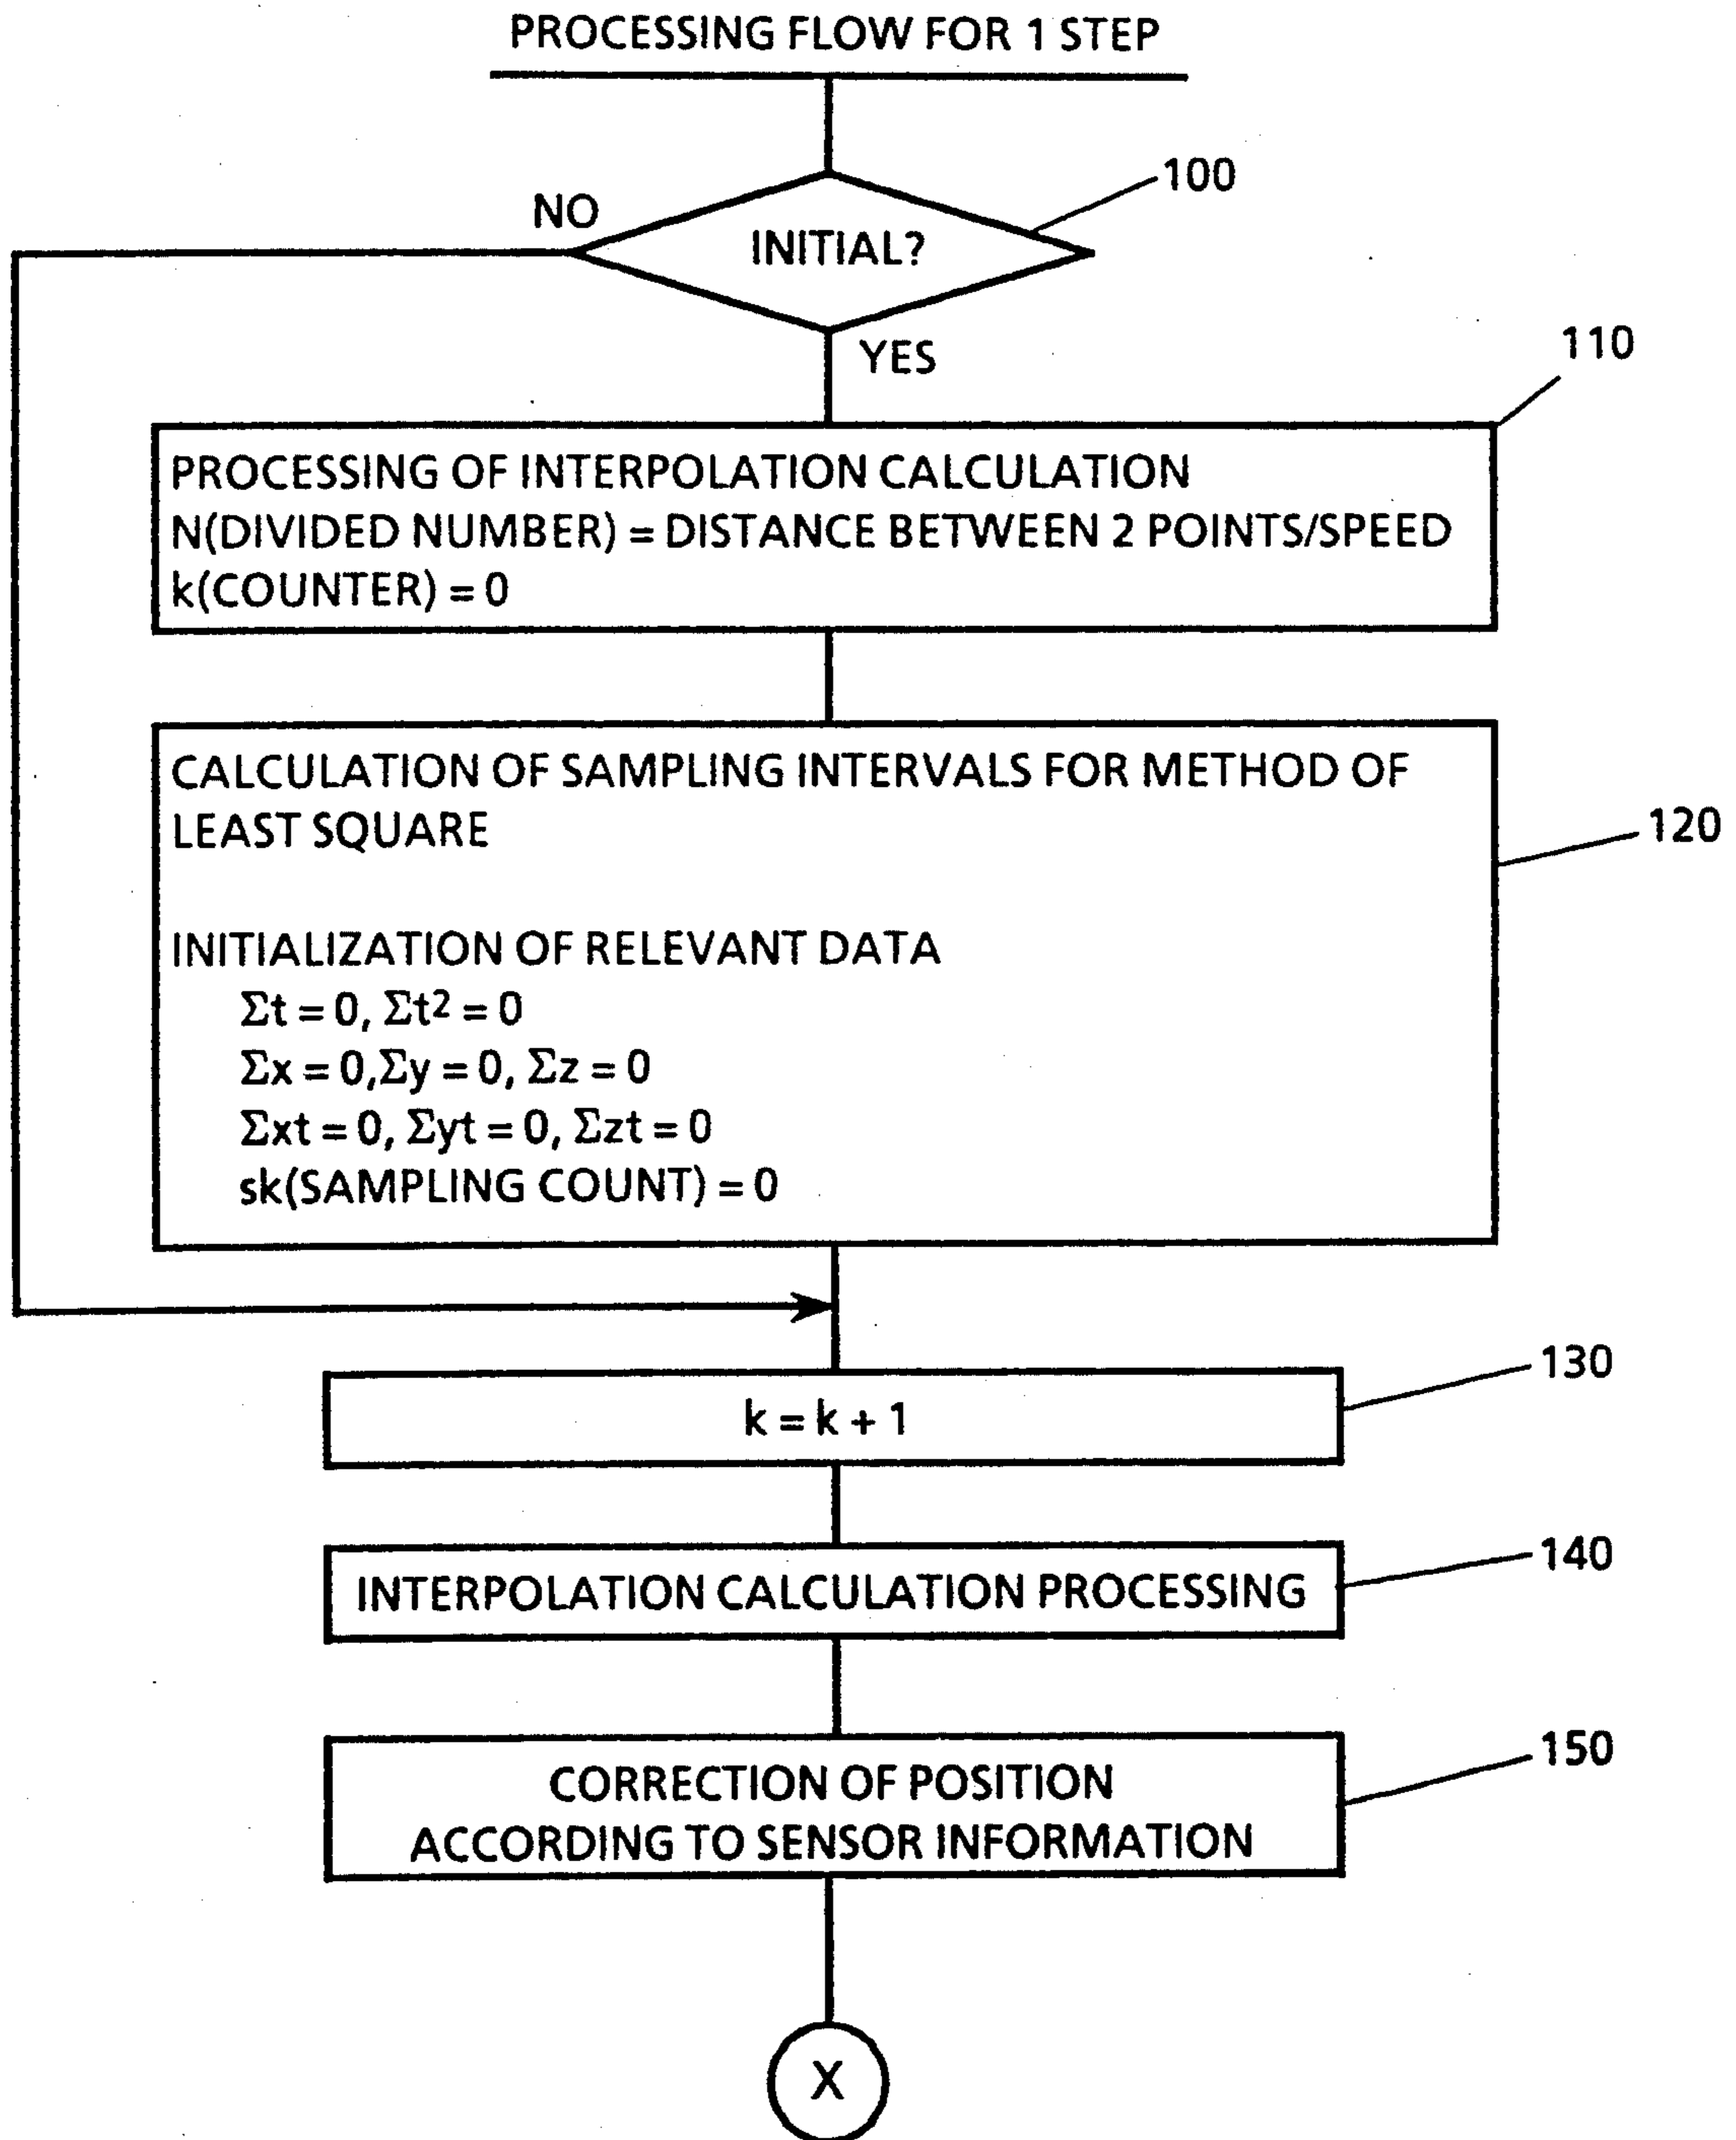 PROCESSING FLOW FOR 1 STEP
100
NO
INITIAL?
YES
110
PROCESSING OF INTERPOLATION CALCULATION
N(DIVIDED NUMBER) = DISTANCE BETWEEN 2 POINTS/SPEED
k(COUNTER) = 0
CALCULATION OF SAMPLING INTERVALS FOR METHOD OF
LEAST SQUARE
120
INITIALIZATION OF RELEVANT DATA
Σt = 0, Σt2 = 0
Σx = 0,Σy = 0, Σz = 0
Σxt = 0, Σyt = 0, Σzt = 0
sk(SAMPLING COUNT) = 0
130
k = k + 1
140
INTERPOLATION CALCULATION PROCESSING
150
CORRECTION OF POSITION
ACCORDING TO SENSOR INFORMATION
X